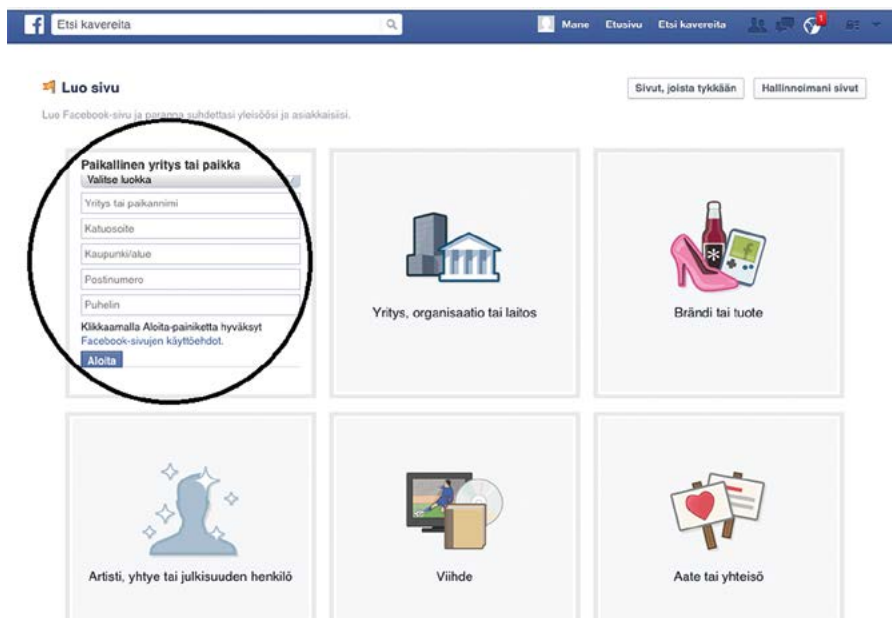 f Etsi kavereita Mane Etusivu Etsi kavereita 1
Luo sivu
Sivut, joista tykkään Hallinnoimani sivut
Luo Facebook-sivu ja paranna suhdettasi yleisöösi ja asiakkaisiisi.
Paikallinen yritys tai paikka
Valitse luokka
Yritys tai paikannimi
Katuosoite
Kaupunki/alue
Postinumero
Puhelin
Klikkaamalla Aloita-painiketta hyväksyt
Facebook-sivujen käyttöehdot.
Aloita
Yritys, organisaatio tai laitos
Brändi tai tuote
Artisti, yhtye tai julkisuuden henkilö
Viihde
Aate tai yhteisö